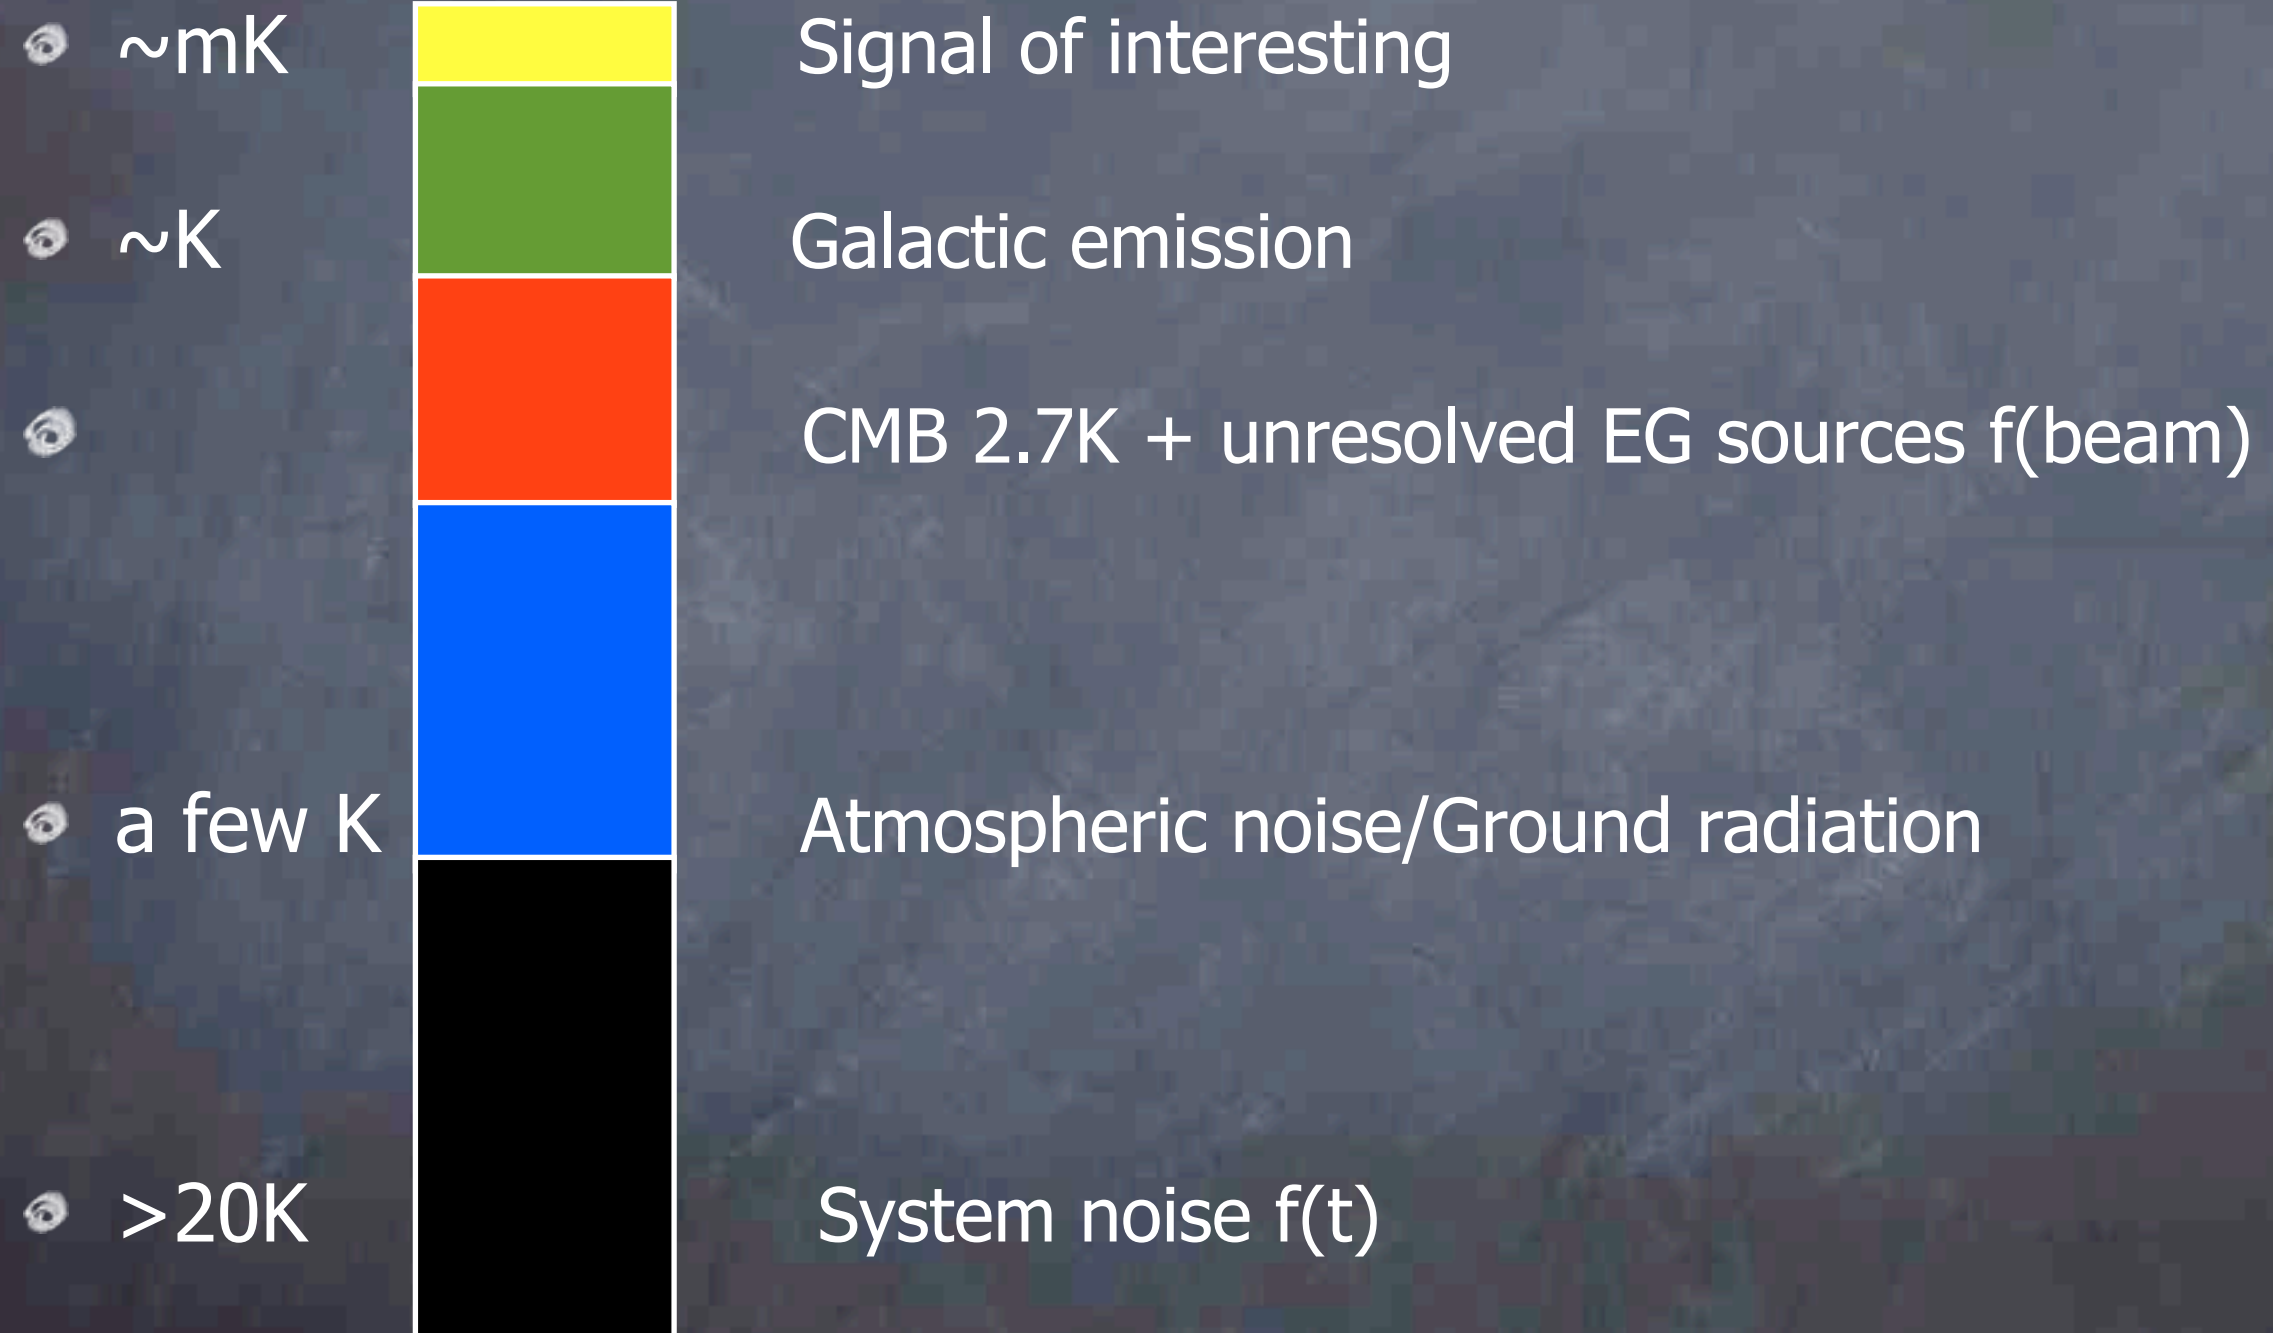 ~mK Signal of interesting
~K Galactic emission
CMB 2.7K + unresolved EG sources f(beam)
a few K Atmospheric noise/Ground radiation
>20K System noise f(t)